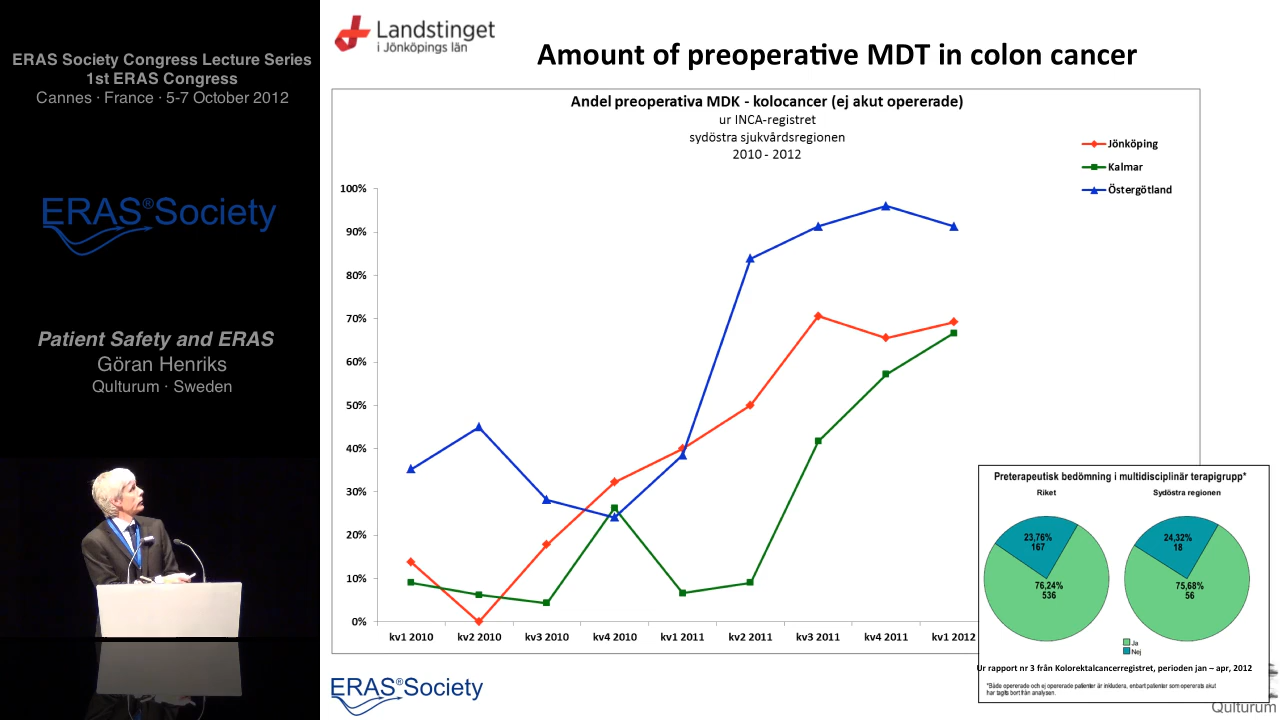 ERAS Society Congress Lecture Series
1st ERAS Congress
Cannes · France · 5-7 October 2012
ERAS®Society
Patient Safety and ERAS
Göran Henriks
Qulturum · Sweden
Landstinget
i Jönköpings län
Amount of preoperative MDT in colon cancer
Andel preoperativa MDK - kolocancer (ej akut opererade)
ur INCA-registret
sydöstra sjukvårdsregionen
2010 - 2012
Jönköping
Kalmar
Östergötland
100%
90%
80%
70%
60%
50%
40%
30%
20%
10%
0%
kv1 2010 kv2 2010 kv3 2010 kv4 2010 kv1 2011 kv2 2011 kv3 2011 kv4 2011 kv1 2012
Preterapeutisk bedömning i multidisciplinär terapigrupp*
Riket Sydöstra regionen
23,76%
167
76,24%
536
24,32%
18
75,68%
56
Ja
Nej
Ur rapport nr 3 från Kolorektalcancerregistret, perioden jan – apr, 2012
*Både opererade och ej opererade patienter är inkludera, enbart patienter som opererats akut
har tagits bort från analysen.
ERAS®Society
Qulturum